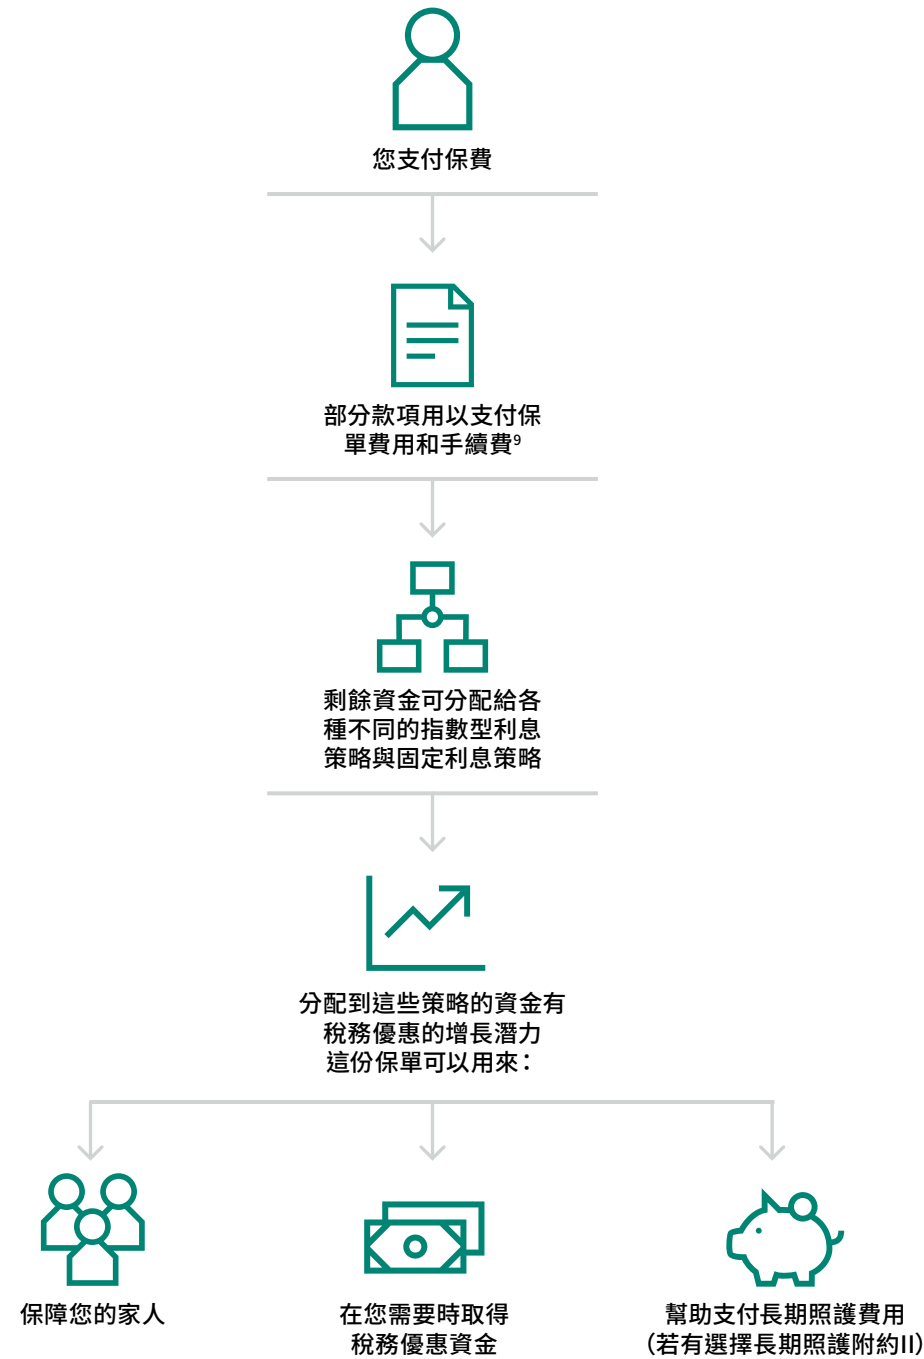 您支付保費
部分款項用以支付保
單費用和手續費⁹
剩餘資金可分配給各
種不同的指數型利息
策略與固定利息策略
分配到這些策略的資金有
稅務優惠的增長潛力
這份保單可以用來：
保障您的家人
在您需要時取得
稅務優惠資金
幫助支付長期照護費用
（若有選擇長期照護附約II）